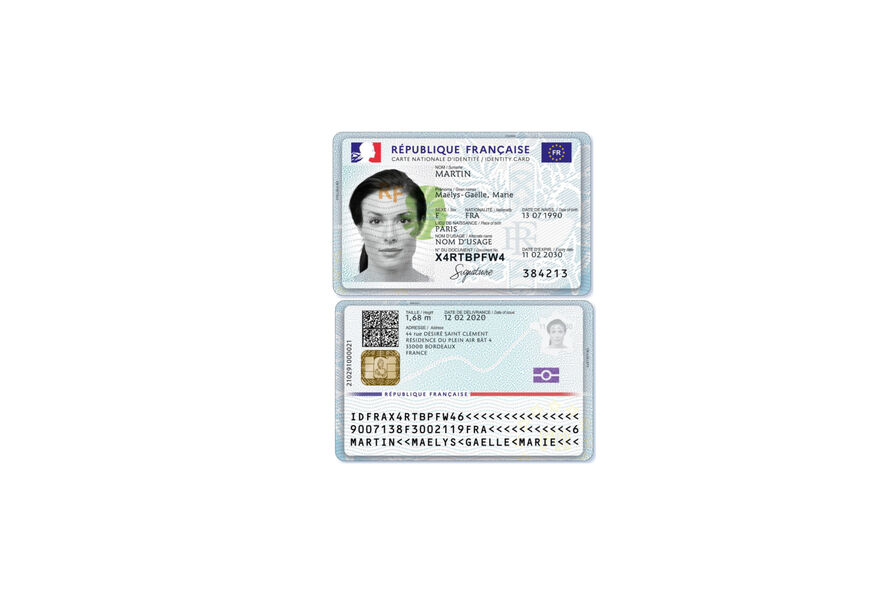 RÉPUBLIQUE FRANÇAISE
FR
CARTE NATIONALE D'IDENTITÉ / IDENTITY CARD
NOM / Surname
MARTIN
Prénoms / Given names
Maëlys-Gaëlle, Marie
RF
SEXE / Sex NATIONALITÉ / Nationality DATE DE NAISS. / Date of birth
F FRA 13 07 1990
LIEU DE NAISSANCE / Place of birth
PARIS
NOM D'USAGE / Alternate name DATE D'EXPIR. / Expiry date
NOM D'USAGE 11 02 2030
N° DU DOCUMENT / Document No.
X4RTBPFW4
Signature
384213
TAILLE / Height DATE DE DÉLIVRANCE / Date of issue
1,68 m 12 02 2020
ADRESSE / Address
44 rue DÉSIRÉ SAINT CLÉMENT
RÉSIDENCE DU PLEIN AIR BÂT 4
33000 BORDEAUX
FRANCE
210291000021
RÉPUBLIQUE FRANÇAISE
IDFRAX4RTBPFW46<<<<<<<<<<<<<<<
9007138F3002119FRA<<<<<<<<<<<6
MARTIN<<MAELYS<GAELLE<MARIE<<<